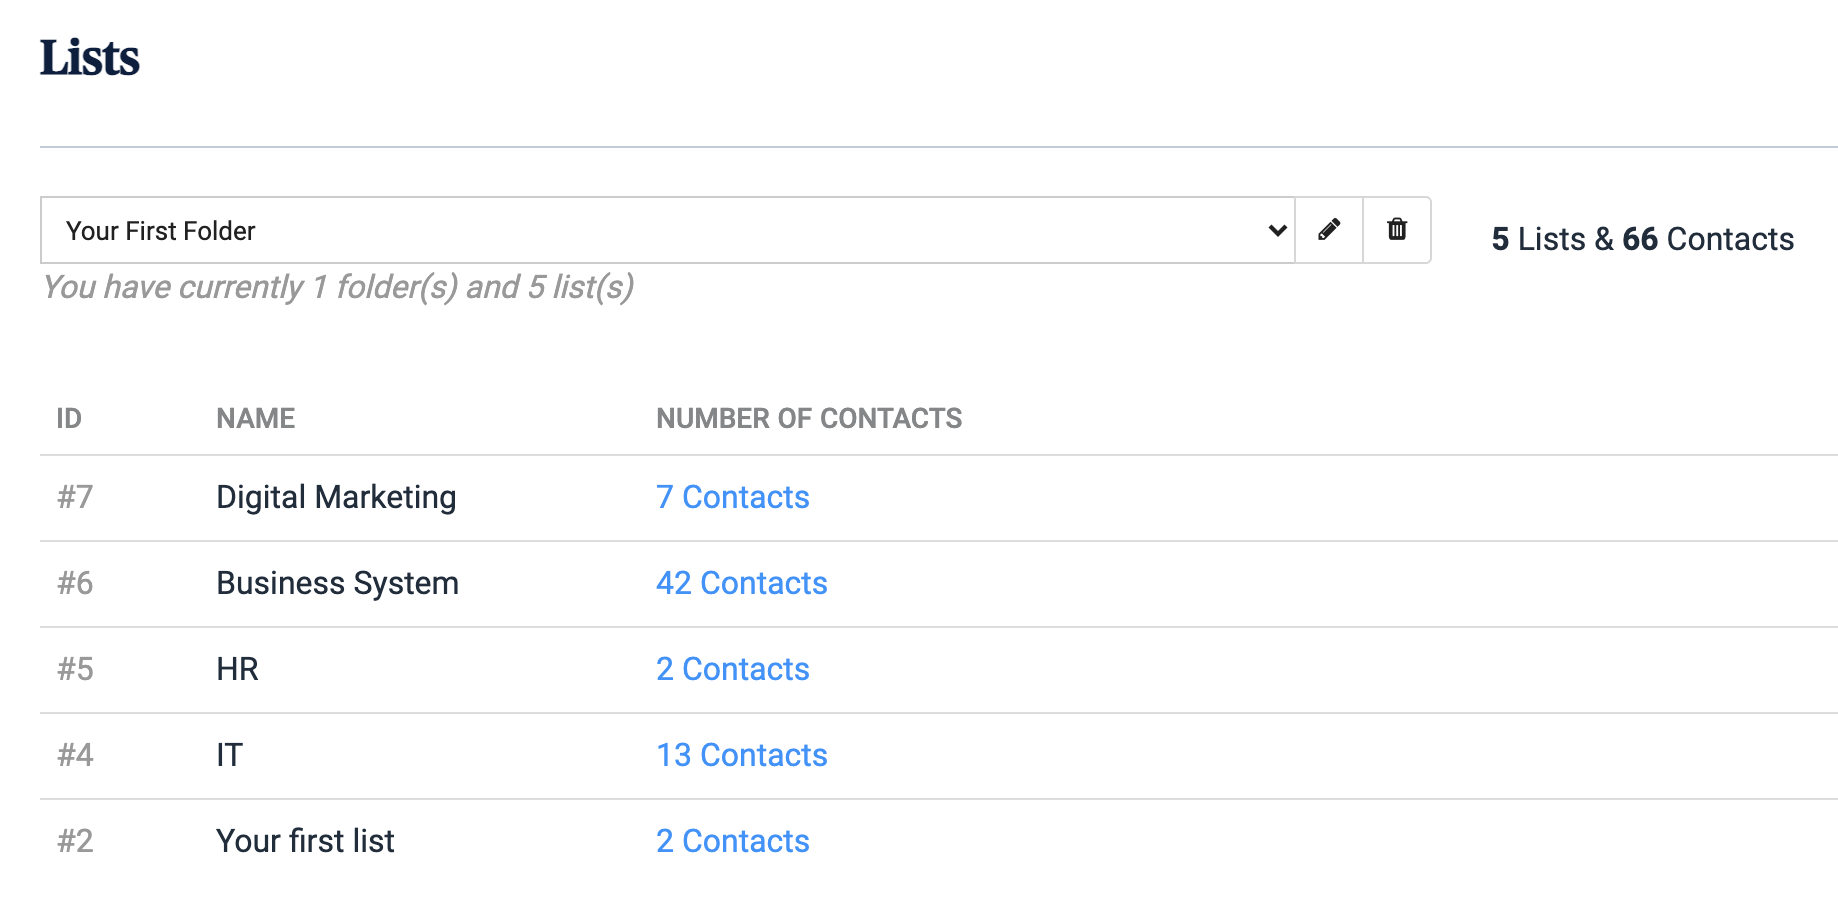 Lists
Your First Folder
5 Lists & 66 Contacts
You have currently 1 folder(s) and 5 list(s)
ID NAME NUMBER OF CONTACTS
#7 Digital Marketing 7 Contacts
#6 Business System 42 Contacts
#5 HR 2 Contacts
#4 IT 13 Contacts
#2 Your first list 2 Contacts